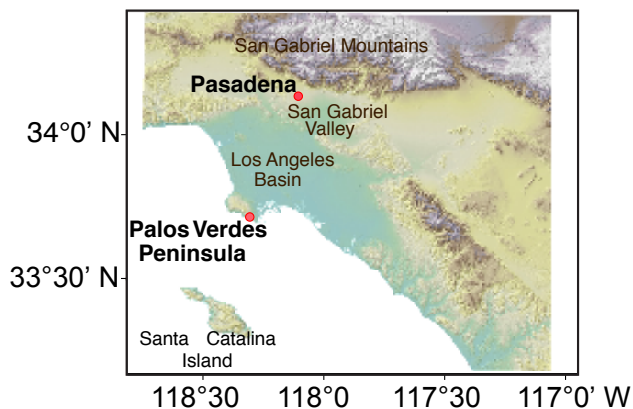 San Gabriel Mountains
Pasadena
San Gabriel
Valley
34°0’ N
Los Angeles
Basin
Palos Verdes
Peninsula
33°30’ N
Santa Catalina
Island
118°30’ 118°0’ 117°30’ 117°0’ W